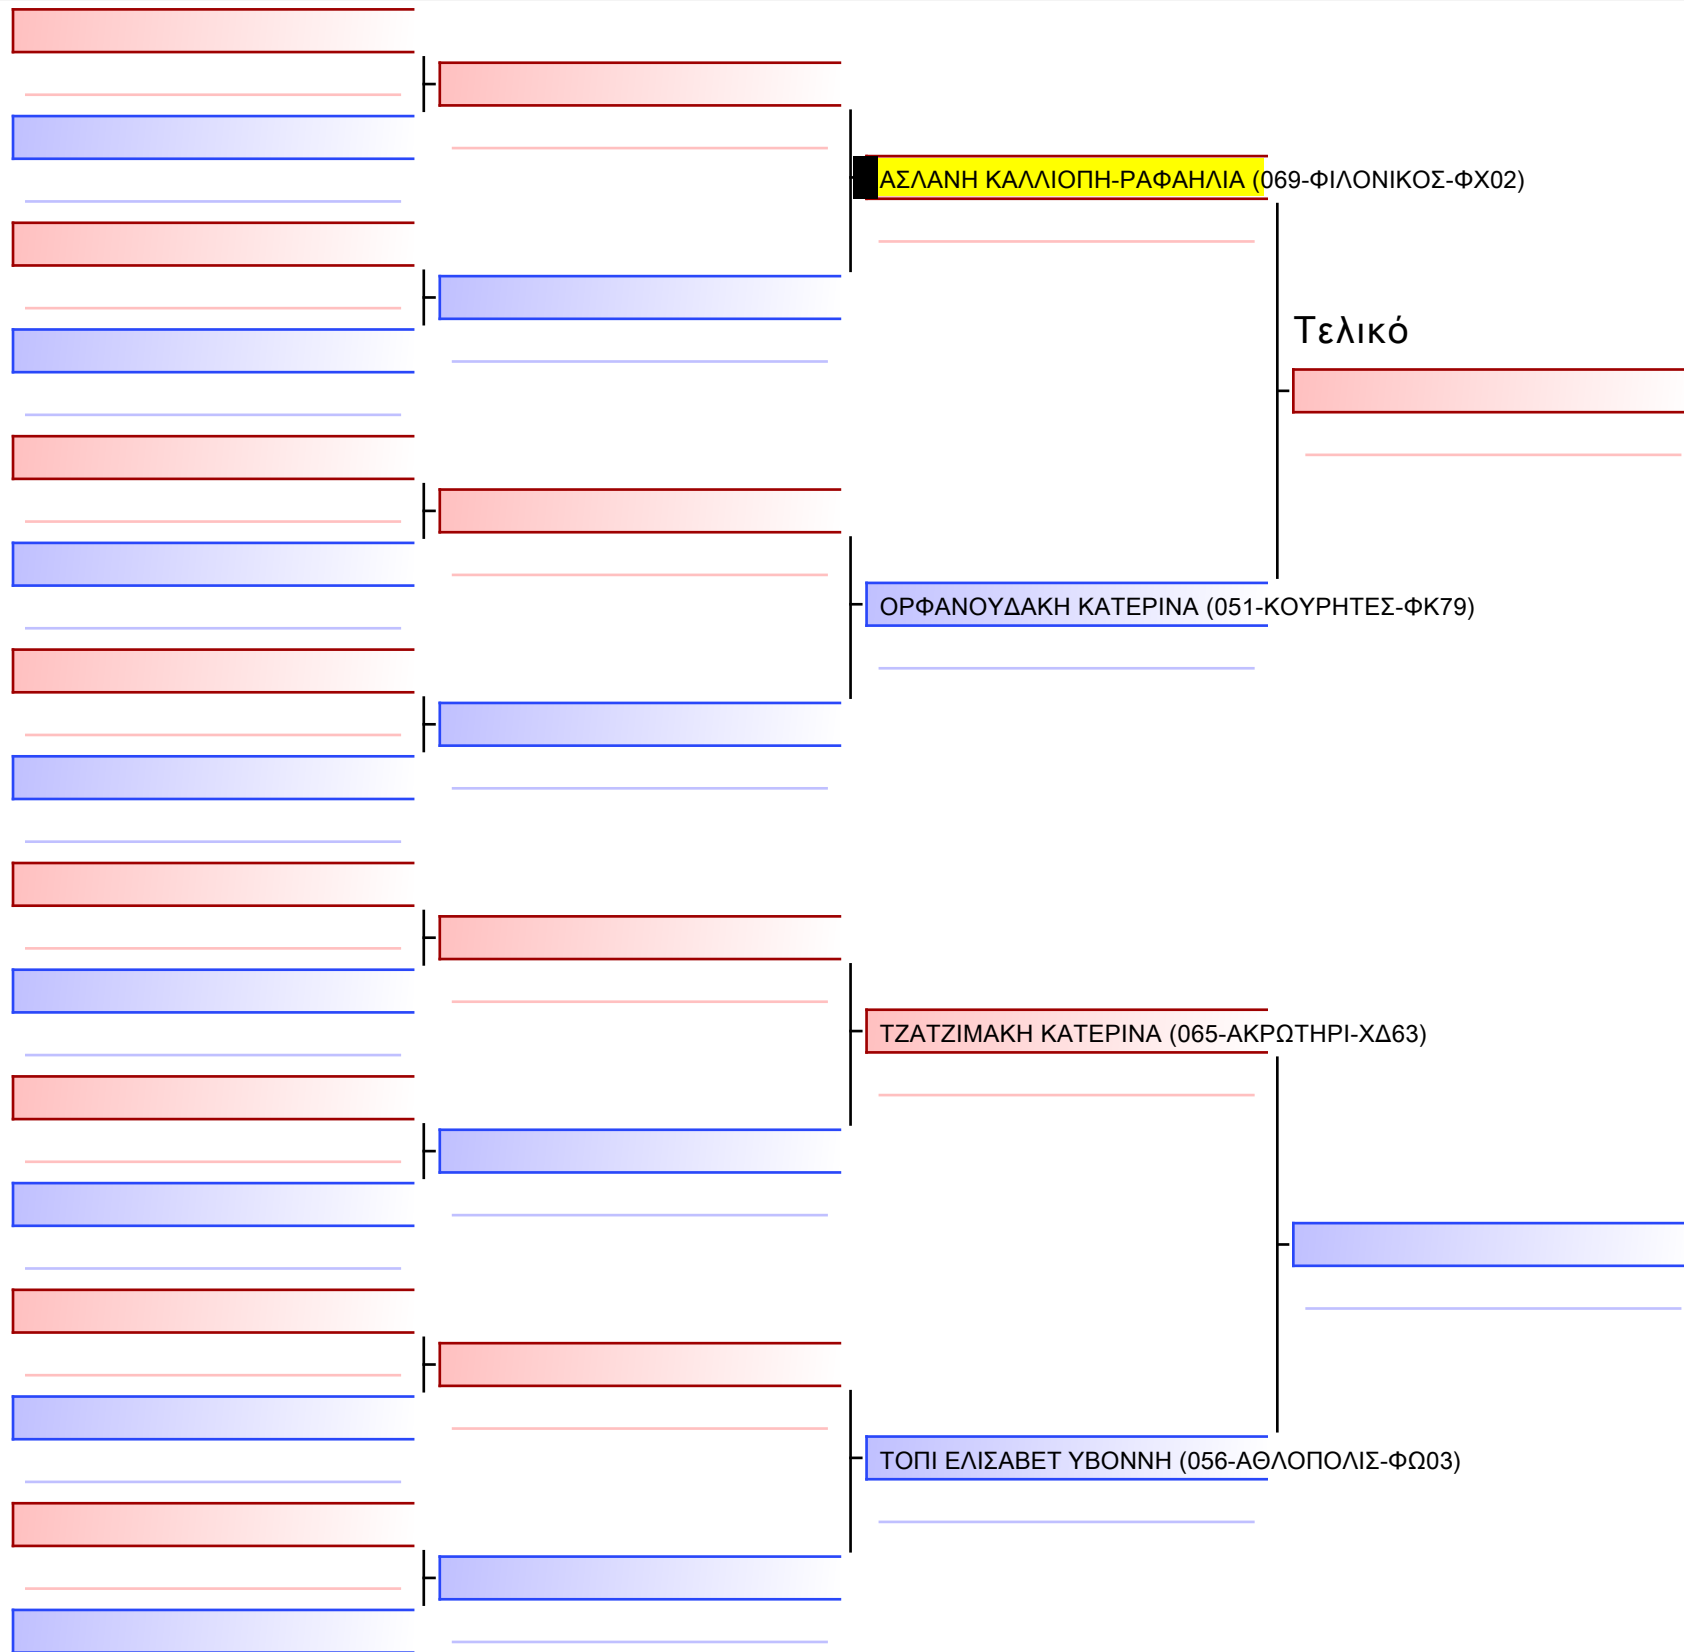 ΑΣΛΑΝΗ ΚΑΛΛΙΟΠΗ-ΡΑΦΑΗΛΙΑ (069-ΦΙΛΟΝΙΚΟΣ-ΦΧ02)
Τελικό
ΟΡΦΑΝΟΥΔΑΚΗ ΚΑΤΕΡΙΝΑ (051-ΚΟΥΡΗΤΕΣ-ΦΚ79)
ΤΖΑΤΖΙΜΑΚΗ ΚΑΤΕΡΙΝΑ (065-ΑΚΡΩΤΗΡΙ-ΧΔ63)
ΤΟΠΙ ΕΛΙΣΑΒΕΤ ΥΒΟΝΝΗ (056-ΑΘΛΟΠΟΛΙΣ-ΦΩ03)